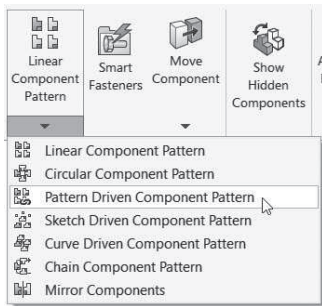 Linear
Component
Pattern
Smart
Fasteners
Move
Component
Show
Hidden
Components
Linear Component Pattern
Circular Component Pattern
Pattern Driven Component Pattern
Sketch Driven Component Pattern
Curve Driven Component Pattern
Chain Component Pattern
Mirror Components